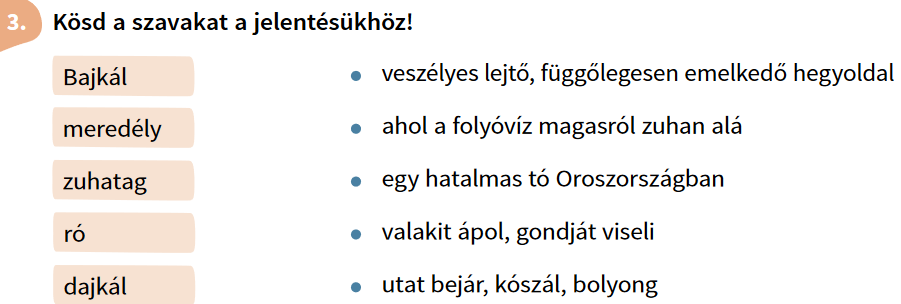 3. Kösd a szavakat a jelentésükhöz!
Bajkál • veszélyes lejtő, függőlegesen emelkedő hegyoldal
meredély • ahol a folyóvíz magasról zuhan alá
zuhatag • egy hatalmas tó Oroszországban
ró • valakit ápol, gondját viseli
dajkál • utat bejár, kószál, bolyong